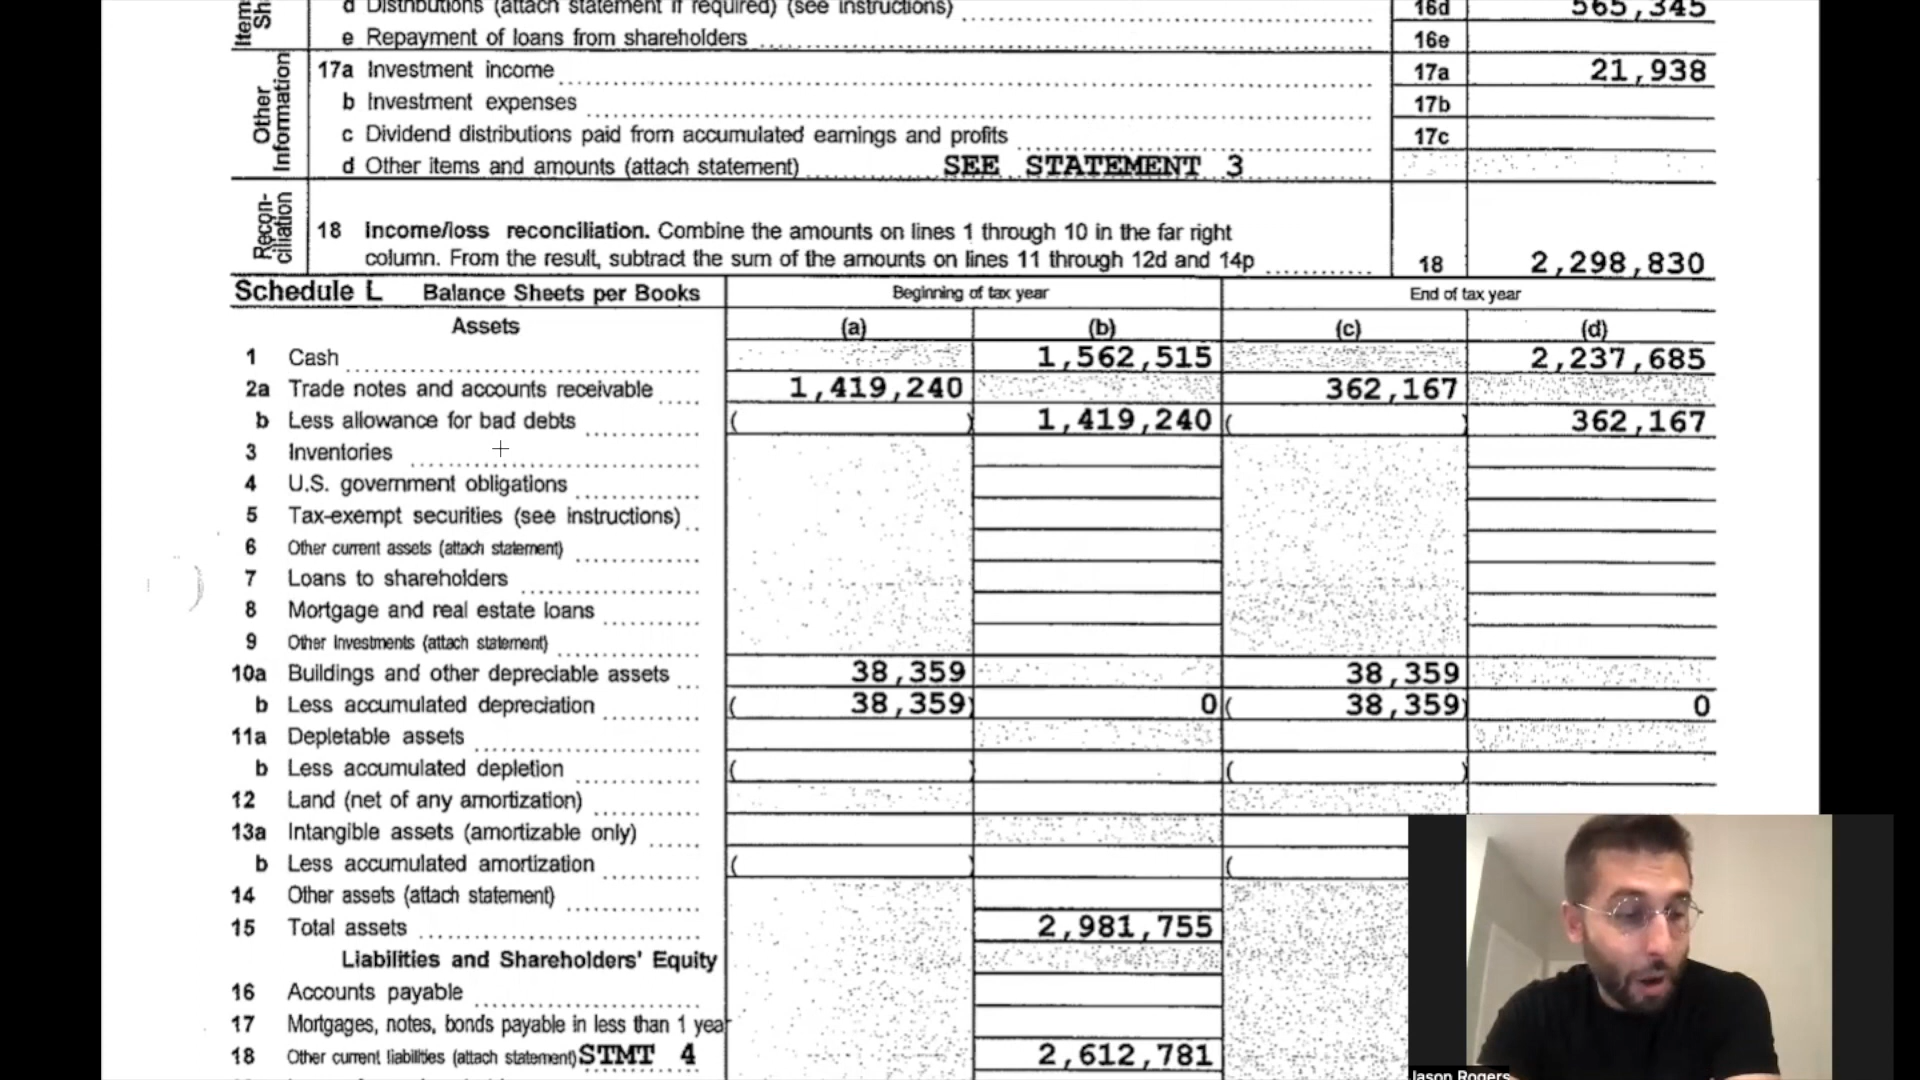 d Distributions (attach statement if required) (see instructions) 16d 565,345
e Repayment of loans from shareholders 16e
Other Information
17a Investment income 17a 21,938
b Investment expenses 17b
c Dividend distributions paid from accumulated earnings and profits 17c
d Other items and amounts (attach statement) SEE STATEMENT 3
Recon-
ciliation
18 Income/loss reconciliation. Combine the amounts on lines 1 through 10 in the far right
column. From the result, subtract the sum of the amounts on lines 11 through 12d and 14p 18 2,298,830
Schedule L Balance Sheets per Books Beginning of tax year End of tax year
Assets (a) (b) (c) (d)
1 Cash 1,562,515 2,237,685
2a Trade notes and accounts receivable 1,419,240 362,167
b Less allowance for bad debts ( ) 1,419,240 ( ) 362,167
3 Inventories
4 U.S. government obligations
5 Tax-exempt securities (see instructions)
6 Other current assets (attach statement)
7 Loans to shareholders
8 Mortgage and real estate loans
9 Other investments (attach statement)
10a Buildings and other depreciable assets 38,359 38,359
b Less accumulated depreciation ( 38,359) 0 ( 38,359) 0
11a Depletable assets
b Less accumulated depletion ( ) ( )
12 Land (net of any amortization)
13a Intangible assets (amortizable only)
b Less accumulated amortization ( ) (
14 Other assets (attach statement)
15 Total assets 2,981,755
Liabilities and Shareholders' Equity
16 Accounts payable
17 Mortgages, notes, bonds payable in less than 1 year
18 Other current liabilities (attach statement) STMT 4 2,612,781
Jason Rogers